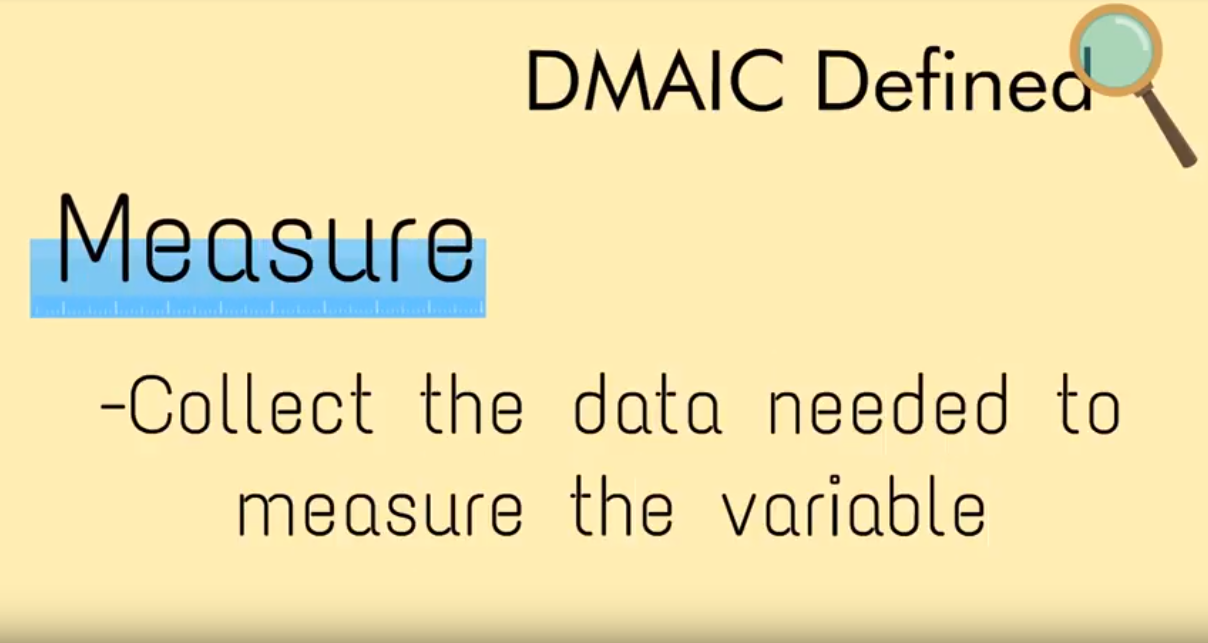 DMAIC Defined
Measure
-Collect the data needed to
measure the variable